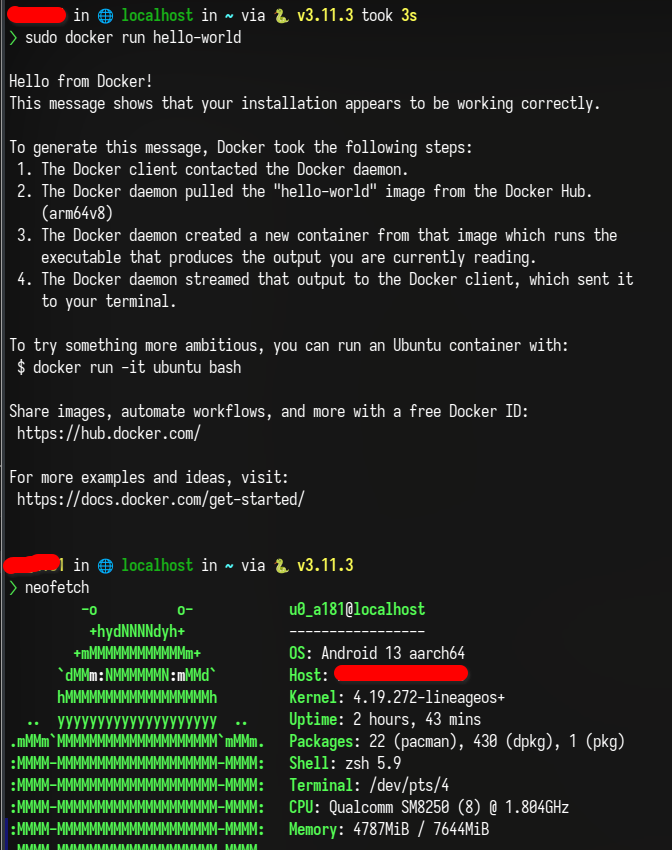 in 🌐 localhost in ~ via 🐍 v3.11.3 took 3s
❯ sudo docker run hello-world
Hello from Docker!
This message shows that your installation appears to be working correctly.
To generate this message, Docker took the following steps:
1. The Docker client contacted the Docker daemon.
2. The Docker daemon pulled the "hello-world" image from the Docker Hub.
(arm64v8)
3. The Docker daemon created a new container from that image which runs the
executable that produces the output you are currently reading.
4. The Docker daemon streamed that output to the Docker client, which sent it
to your terminal.
To try something more ambitious, you can run an Ubuntu container with:
$ docker run -it ubuntu bash
Share images, automate workflows, and more with a free Docker ID:
https://hub.docker.com/
For more examples and ideas, visit:
https://docs.docker.com/get-started/
in 🌐 localhost in ~ via 🐍 v3.11.3
❯ neofetch
-o o- u0_a181@localhost
+hydNNNNdyh+ -----------------
+mMMMMMMMMMMMMm+ OS: Android 13 aarch64
`dMMm:NMMMMMMN:mMMd` Host:
hMMMMMMMMMMMMMMMMMMh Kernel: 4.19.272-lineageos+
.. yyyyyyyyyyyyyyyyyyyy .. Uptime: 2 hours, 43 mins
.mMMm`MMMMMMMMMMMMMMMMMMMM`mMMm. Packages: 22 (pacman), 430 (dpkg), 1 (pkg)
:MMMM-MMMMMMMMMMMMMMMMMMMM-MMMM: Shell: zsh 5.9
:MMMM-MMMMMMMMMMMMMMMMMMMM-MMMM: Terminal: /dev/pts/4
:MMMM-MMMMMMMMMMMMMMMMMMMM-MMMM: CPU: Qualcomm SM8250 (8) @ 1.804GHz
:MMMM-MMMMMMMMMMMMMMMMMMMM-MMMM: Memory: 4787MiB / 7644MiB